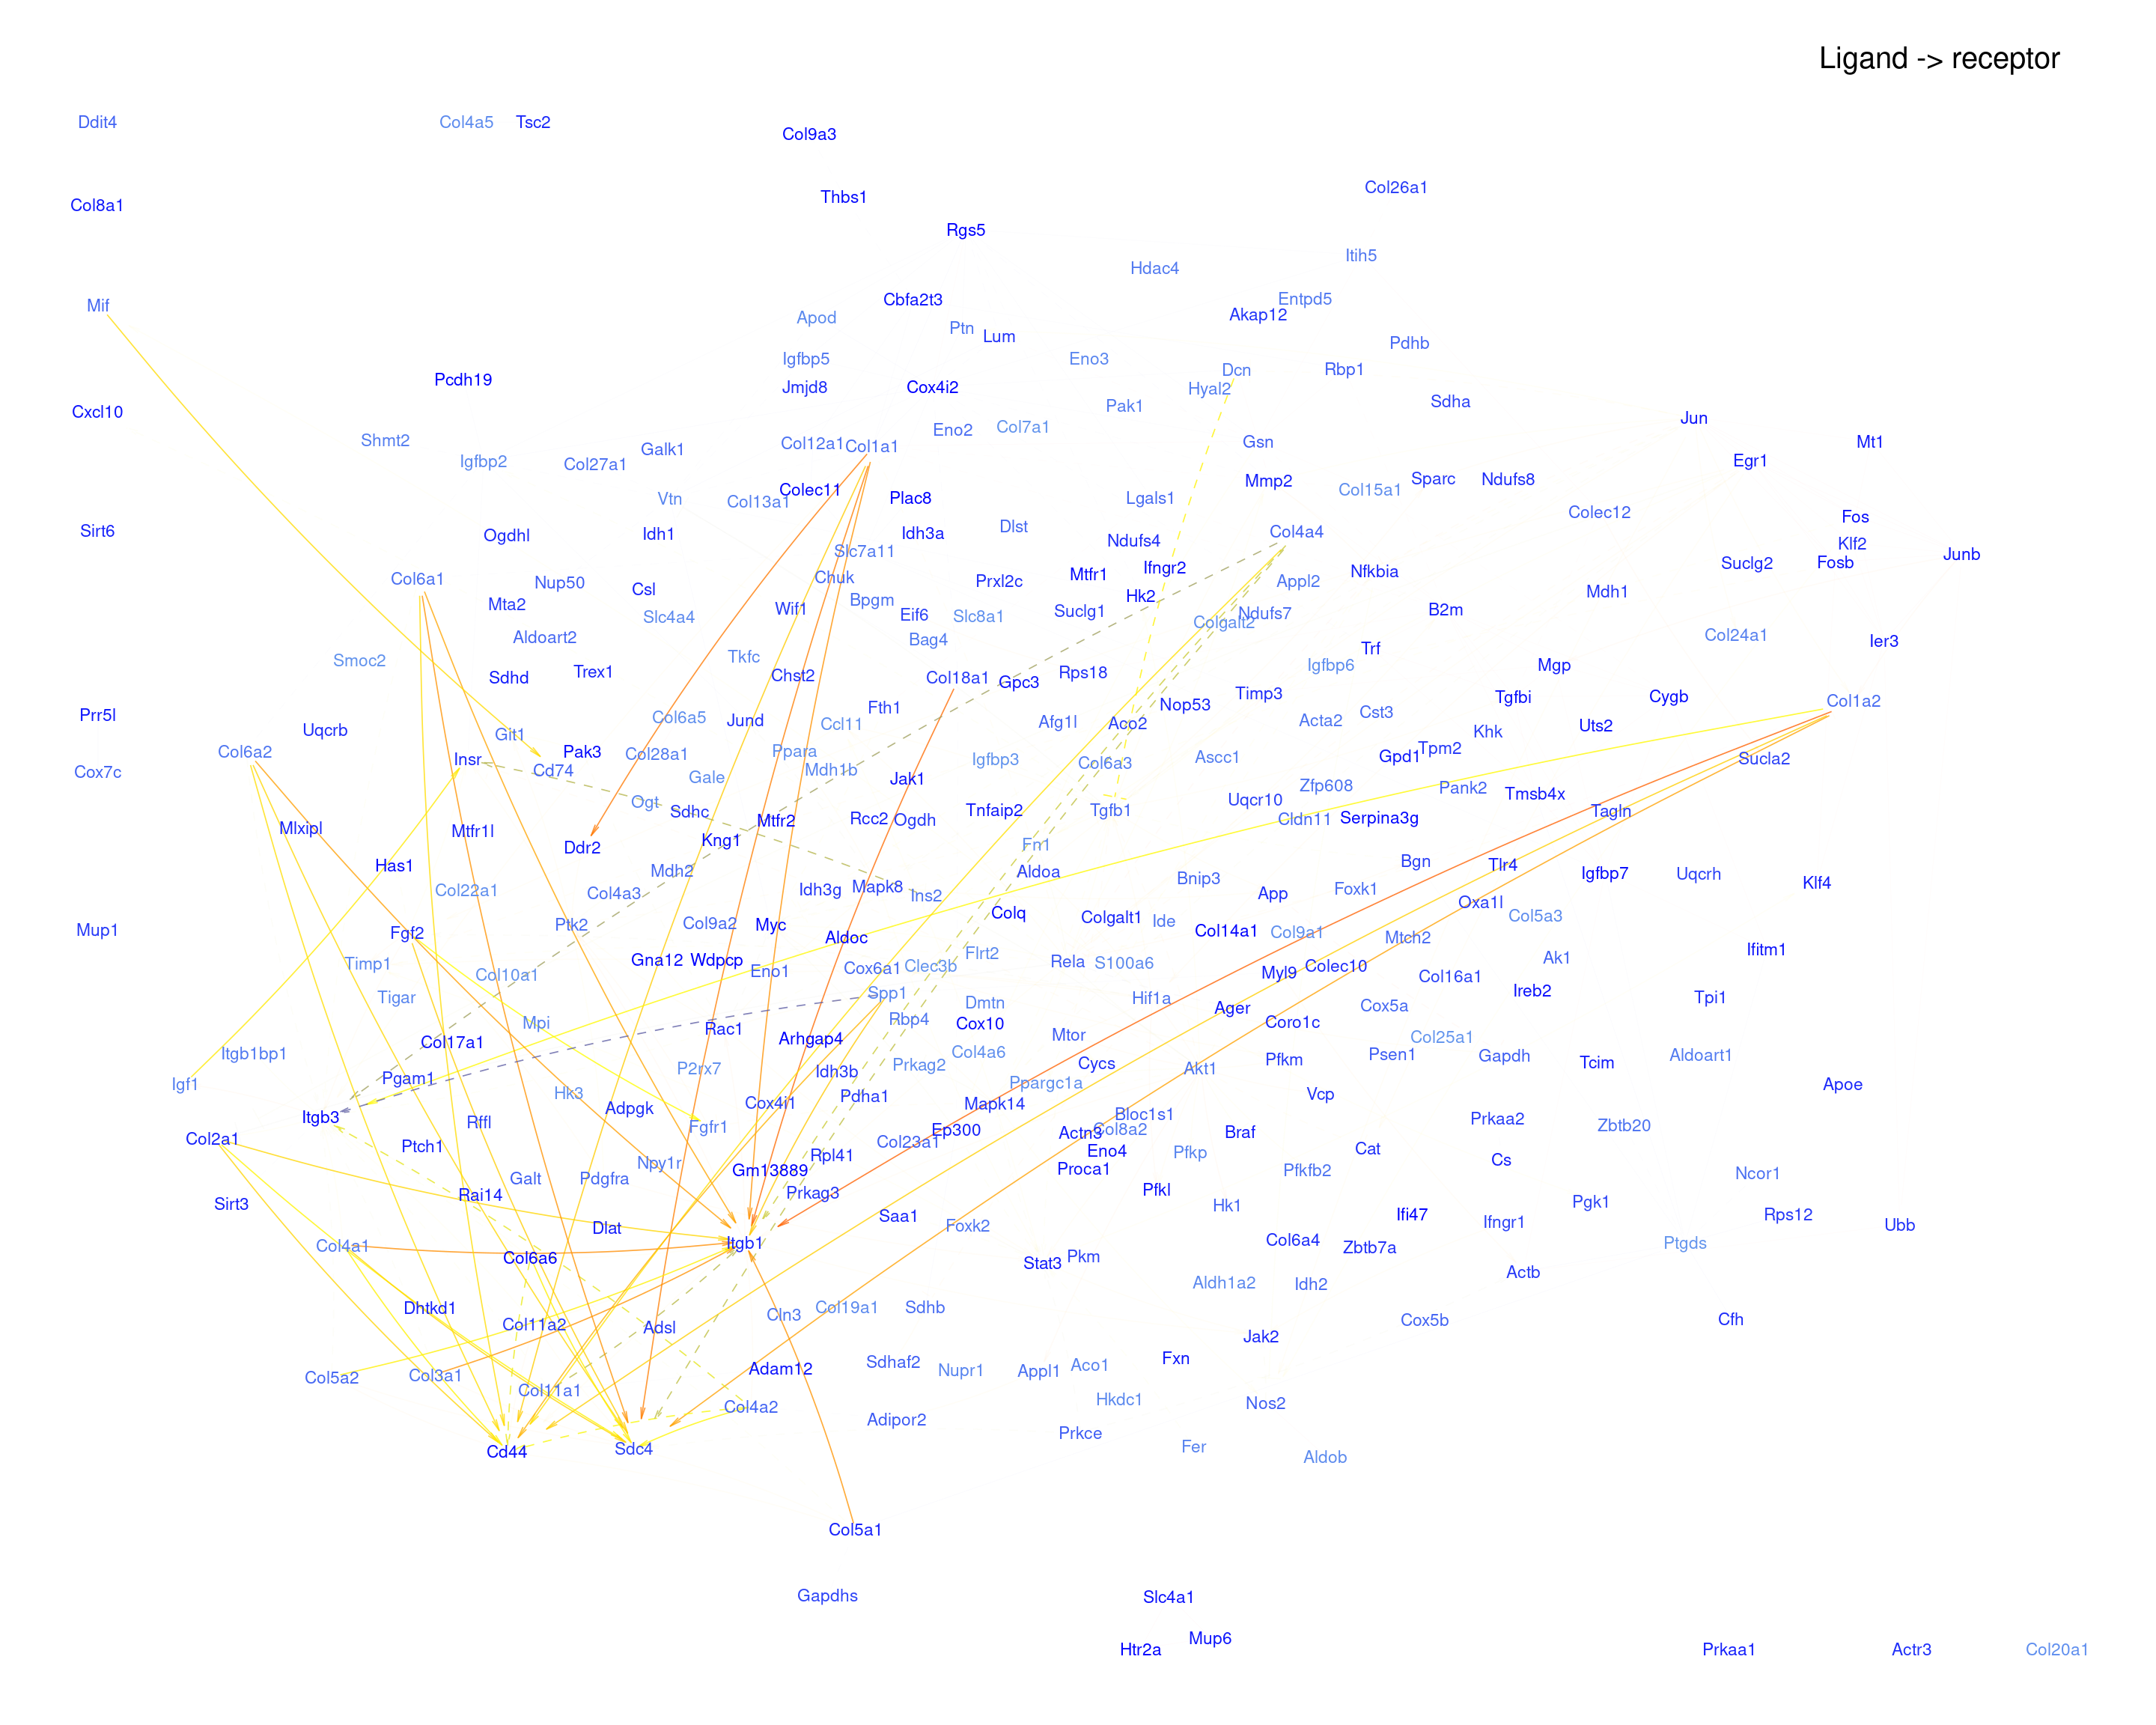 Ligand -> receptor
Ddit4
Col4a5
Tsc2
Col9a3
Col26a1
Thbs1
Col8a1
Rgs5
Itih5
Hdac4
Cbfa2t3
Entpd5
Mif
Akap12
Apod
Ptn
Lum
Pdhb
Igfbp5
Eno3
Dcn
Rbp1
Pcdh19
Jmjd8
Cox4i2
Hyal2
Sdha
Cxcl10
Pak1
Jun
Shmt2
Eno2
Col7a1
Galk1
Col12a1
Col1a1
Gsn
Mt1
Igfbp2
Col27a1
Egr1
Colec11
Mmp2
Col15a1
Sparc
Ndufs8
Vtn
Col13a1
Plac8
Lgals1
Colec12
Fos
Sirt6
Ogdhl
Idh1
Idh3a
Dlst
Col4a4
Ndufs4
Klf2
Slc7a11
Junb
Col6a1
Nup50
Chuk
Prxl2c
Mtfr1
Ifngr2
Appl2
Nfkbia
Suclg2
Fosb
Csl
Hk2
Mdh1
Mta2
Wif1
Bpgm
Eif6
Slc8a1
Suclg1
Colgalt2
Ndufs7
B2m
Slc4a4
Aldoart2
Bag4
Col24a1
Ier3
Smoc2
Tkfc
Trf
Igfbp6
Mgp
Sdhd
Trex1
Chst2
Col18a1
Gpc3
Rps18
Timp3
Tgfbi
Cygb
Col1a2
Prr5l
Uqcrb
Git1
Col6a5
Jund
Ccl11
Fth1
Afg1l
Aco2
Nop53
Acta2
Cst3
Khk
Uts2
Col6a2
Insr
Pak3
Cd74
Col28a1
Ppara
Igfbp3
Col6a3
Ascc1
Gpd1
Tpm2
Sucla2
Cox7c
Gale
Mdh1b
Jak1
Zfp608
Pank2
Tmsb4x
Ogt
Sdhc
Mlxipl
Mtfr1l
Mtfr2
Rcc2
Ogdh
Tnfaip2
Tgfb1
Uqcr10
Cldn11
Serpina3g
Tagln
Ddr2
Kng1
Fn1
Has1
Mdh2
Aldoa
Bgn
Tlr4
Igfbp7
Uqcrh
Klf4
Col22a1
Col4a3
Idh3g
Mapk8
Ins2
Bnip3
App
Foxk1
Oxa1l
Mup1
Fgf2
Ptk2
Col9a2
Myc
Aldoc
Colq
Colgalt1
Ide
Col14a1
Col9a1
Mtch2
Col5a3
Ifitm1
Timp1
Col10a1
Gna12
Wdpcp
Eno1
Cox6a1
Clec3b
Flrt2
Rela
S100a6
Myl9
Colec10
Col16a1
Ak1
Ireb2
Tpi1
Tigar
Spp1
Dmtn
Hif1a
Ager
Cox5a
Mpi
Rac1
Arhgap4
Rbp4
Cox10
Mtor
Coro1c
Col25a1
Itgb1bp1
Col17a1
Col4a6
Psen1
Gapdh
Aldoart1
Igf1
Pgam1
Hk3
P2rx7
Idh3b
Prkag2
Ppargc1a
Cycs
Akt1
Pfkm
Tcim
Apoe
Itgb3
Rffl
Adpgk
Cox4i1
Pdha1
Mapk14
Bloc1s1
Vcp
Prkaa2
Zbtb20
Col2a1
Ptch1
Fgfr1
Col23a1
Ep300
Actn3
Col8a2
Braf
Cat
Cs
Galt
Pdgfra
Npy1r
Gm13889
Rpl41
Eno4
Proca1
Pfkp
Pfkfb2
Ncor1
Sirt3
Rai14
Prkag3
Pfkl
Hk1
Pgk1
Dlat
Saa1
Foxk2
Ifi47
Ifngr1
Rps12
Ubb
Col4a1
Col6a6
Itgb1
Stat3
Pkm
Col6a4
Zbtb7a
Ptgds
Actb
Dhtkd1
Col11a2
Adsl
Cln3
Col19a1
Sdhb
Aldh1a2
Idh2
Cox5b
Cfh
Jak2
Col5a2
Col3a1
Col11a1
Adam12
Sdhaf2
Nupr1
Appl1
Aco1
Fxn
Col4a2
Adipor2
Hkdc1
Nos2
Cd44
Sdc4
Prkce
Fer
Aldob
Col5a1
Gapdhs
Slc4a1
Htr2a
Mup6
Prkaa1
Actr3
Col20a1